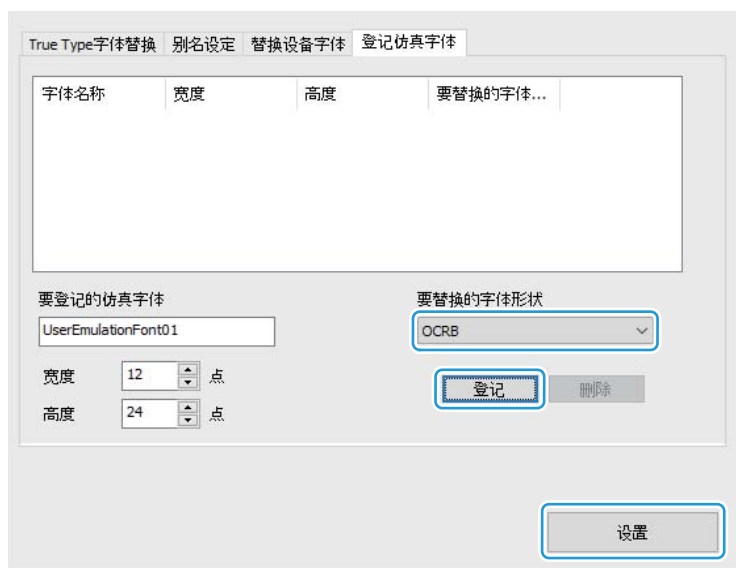 True Type字体替换 别名设定 替换设备字体 登记仿真字体
字体名称 宽度 高度 要替换的字体...
要登记的仿真字体 要替换的字体形状
UserEmulationFont01 OCRB
宽度 12 点 登记 删除
高度 24 点
设置